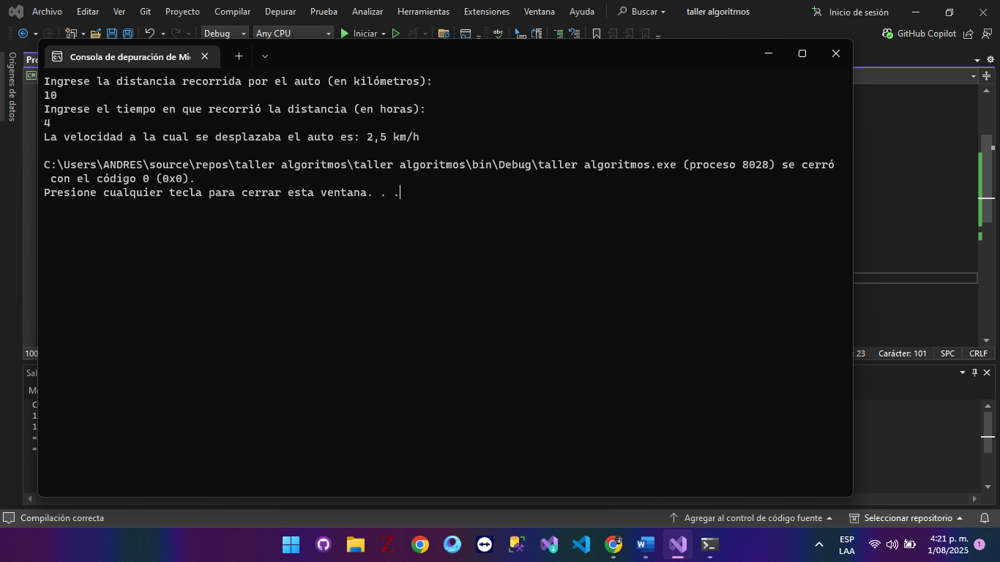 Archivo Editar Ver Git Proyecto Compilar Depurar Prueba Analizar Herramientas Extensiones Ventana Ayuda Buscar taller algoritmos Inicio de sesión
Debug Any CPU Iniciar GitHub Copilot
Consola de depuración de Mi
Orígenes de datos
Ingrese la distancia recorrida por el auto (en kilómetros):
10
Ingrese el tiempo en que recorrió la distancia (en horas):
4
La velocidad a la cual se desplazaba el auto es: 2,5 km/h
C:\Users\ANDRES\source\repos\taller algoritmos\taller algoritmos\bin\Debug\taller algoritmos.exe (proceso 8028) se cerró
con el código 0 (0x0).
Presione cualquier tecla para cerrar esta ventana. . .
100 : 23 Carácter: 101 SPC CRLF
Sal
Compilación correcta Agregar al control de código fuente Seleccionar repositorio
ESP 4:21 p. m.
LAA 1/08/2025 1